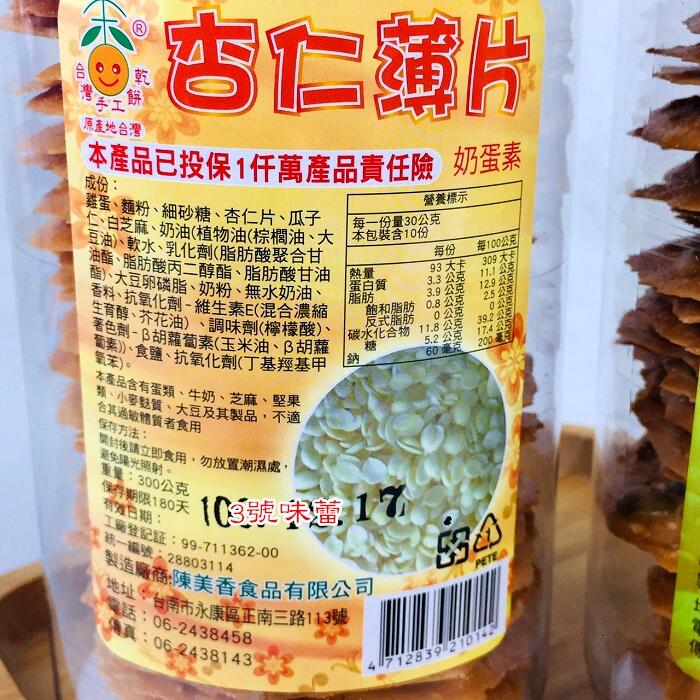 ®
台灣手工乾餅
原產地台灣
杏仁薄片
本產品已投保1仟萬產品責任險
奶蛋素
成份：
雞蛋、麵粉、細砂糖、杏仁片、瓜子
仁、白芝麻、奶油(植物油(棕櫚油、大
豆油)、軟水、乳化劑(脂肪酸聚合甘
油酯、脂肪酸丙二醇酯、脂肪酸甘油
酯)、大豆卵磷脂、奶粉、無水奶油、
香料、抗氧化劑-維生素E(混合濃縮
生育醇、芥花油）、調味劑(檸檬酸)、
著色劑-β胡蘿蔔素(玉米油、β胡蘿
蔔素))、食鹽、抗氧化劑(丁基羥基甲
氧苯)。
本產品含有蛋類、牛奶、芝麻、堅果
類、小麥麩質、大豆及其製品，不適
合其過敏體質者食用
保存方法：
開封後請立即食用，勿放置潮濕處，
避免陽光照射。
重量：300公克
保存期限180天
有效日期：
工廠登記証：99-711362-00
統一編號：28803114
製造廠商:陳美香食品有限公司
地址：台南市永康區正南三路113號
電話：06-2438458
傳真：06-2438143
營養標示
每一份量30公克
本包裝含10份
每份 每100公克
熱量 93 大卡 309 大卡
蛋白質 3.3 公克 11.1 公克
脂肪 3.9 公克 12.9 公克
飽和脂肪 0.8 公克 2.5 公克
反式脂肪 0 公克 0 公克
碳水化合物 11.8 公克 39.2 公克
糖 5.2 公克 17.4 公克
鈉 60 毫克 200 毫克
3號味蕾
.17
PETE
4 712839 210142